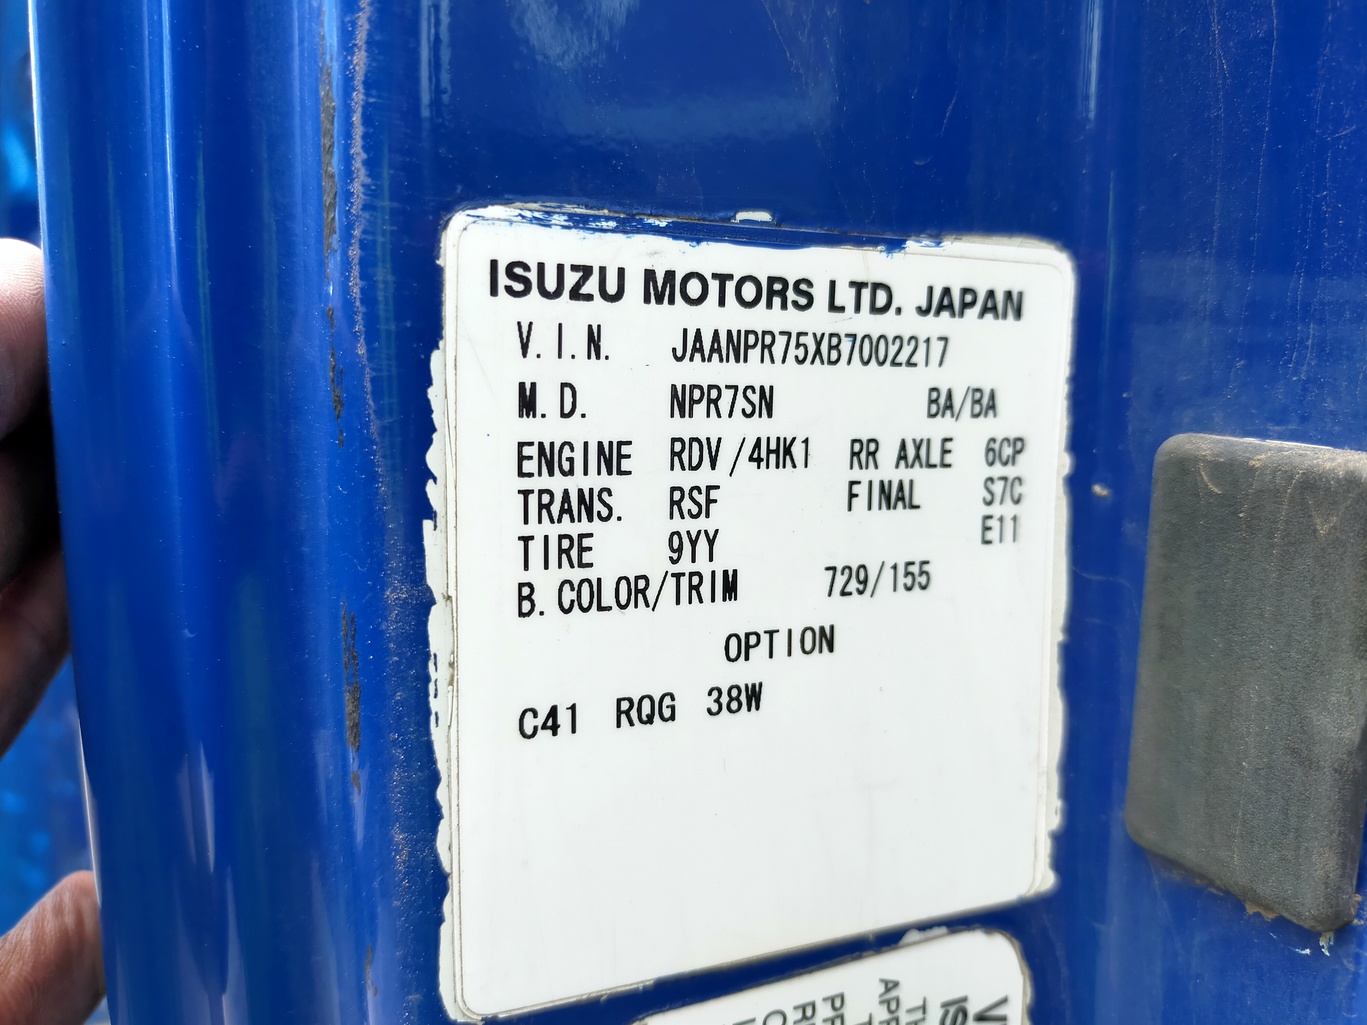 ISUZU MOTORS LTD. JAPAN
V.I.N. JAANPR75XB7002217
M.D. NPR7SN BA/BA
ENGINE RDV/4HK1 RR AXLE 6CP
TRANS. RSF FINAL S7C
TIRE 9YY E11
B.COLOR/TRIM 729/155
OPTION
C41 RQG 38W